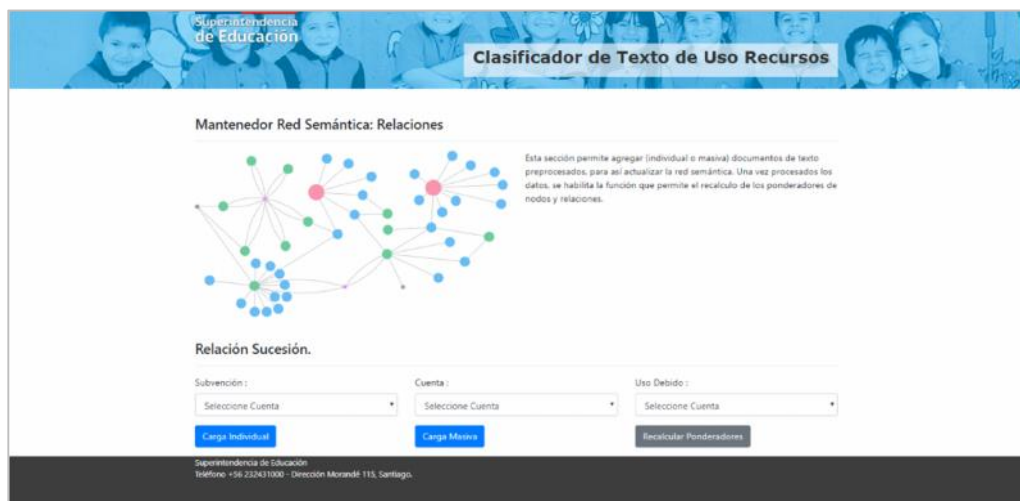 Superintendencia
de Educación
Clasificador de Texto de Uso Recursos
Mantenedor Red Semántica: Relaciones
Esta sección permite agregar (individual o masiva) documentos de texto
preprocesados, para así actualizar la red semántica. Una vez procesados los
datos, se habilita la función que permite el recalculo de los ponderadores de
nodos y relaciones.
Relación Sucesión.
Subvención :
Cuenta :
Uso Debido :
Seleccione Cuenta
Seleccione Cuenta
Seleccione Cuenta
Carga Individual
Carga Masiva
Recalcular Ponderadores
Superintendencia de Educación
Teléfono +56 232431000 - Dirección Morandé 115, Santiago.